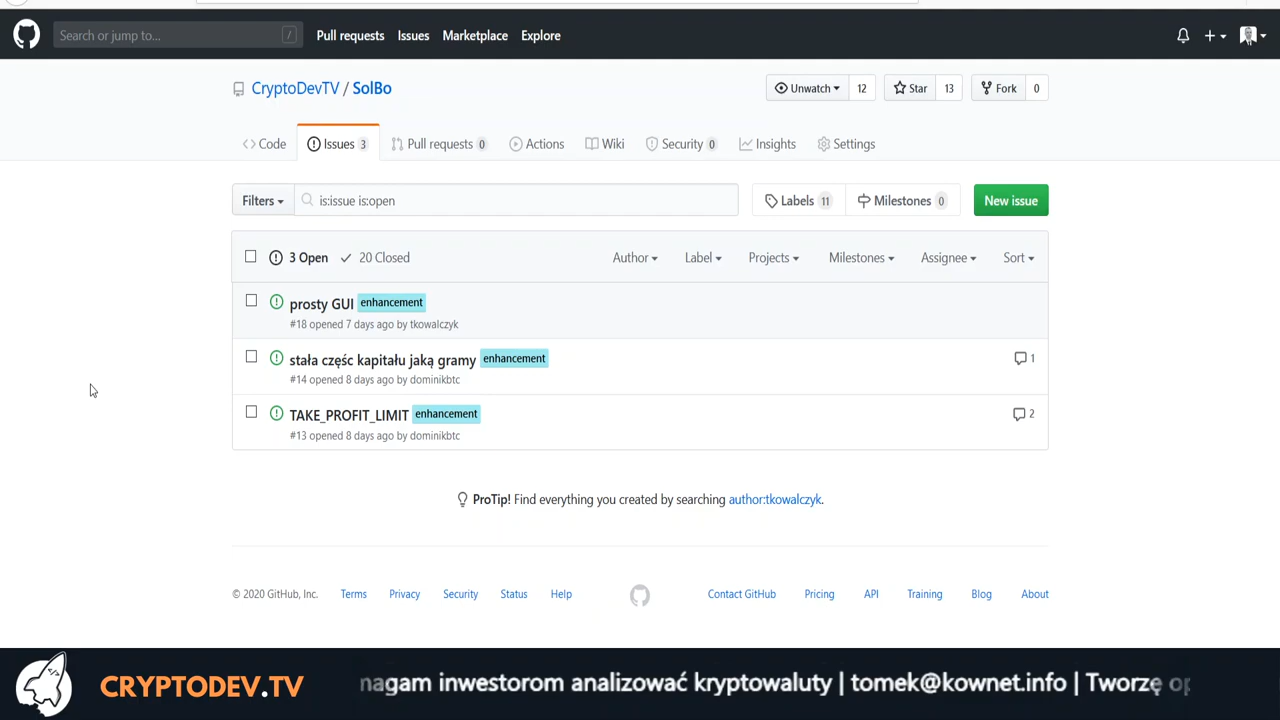 Search or jump to... / Pull requests Issues Marketplace Explore
CryptoDevTV / SolBo Unwatch 12 Star 13 Fork 0
Code Issues 3 Pull requests 0 Actions Wiki Security 0 Insights Settings
Filters is:issue is:open Labels 11 Milestones 0 New issue
3 Open 20 Closed Author Label Projects Milestones Assignee Sort
prosty GUI enhancement
#18 opened 7 days ago by tkowalczyk
stała częśc kapitału jaką gramy enhancement 1
#14 opened 8 days ago by dominikbtc
TAKE_PROFIT_LIMIT enhancement 2
#13 opened 8 days ago by dominikbtc
ProTip! Find everything you created by searching author:tkowalczyk.
© 2020 GitHub, Inc. Terms Privacy Security Status Help Contact GitHub Pricing API Training Blog About
CRYPTODEV.TV inwestorom analizować kryptowaluty | tomek@kownet.info | Tworzę